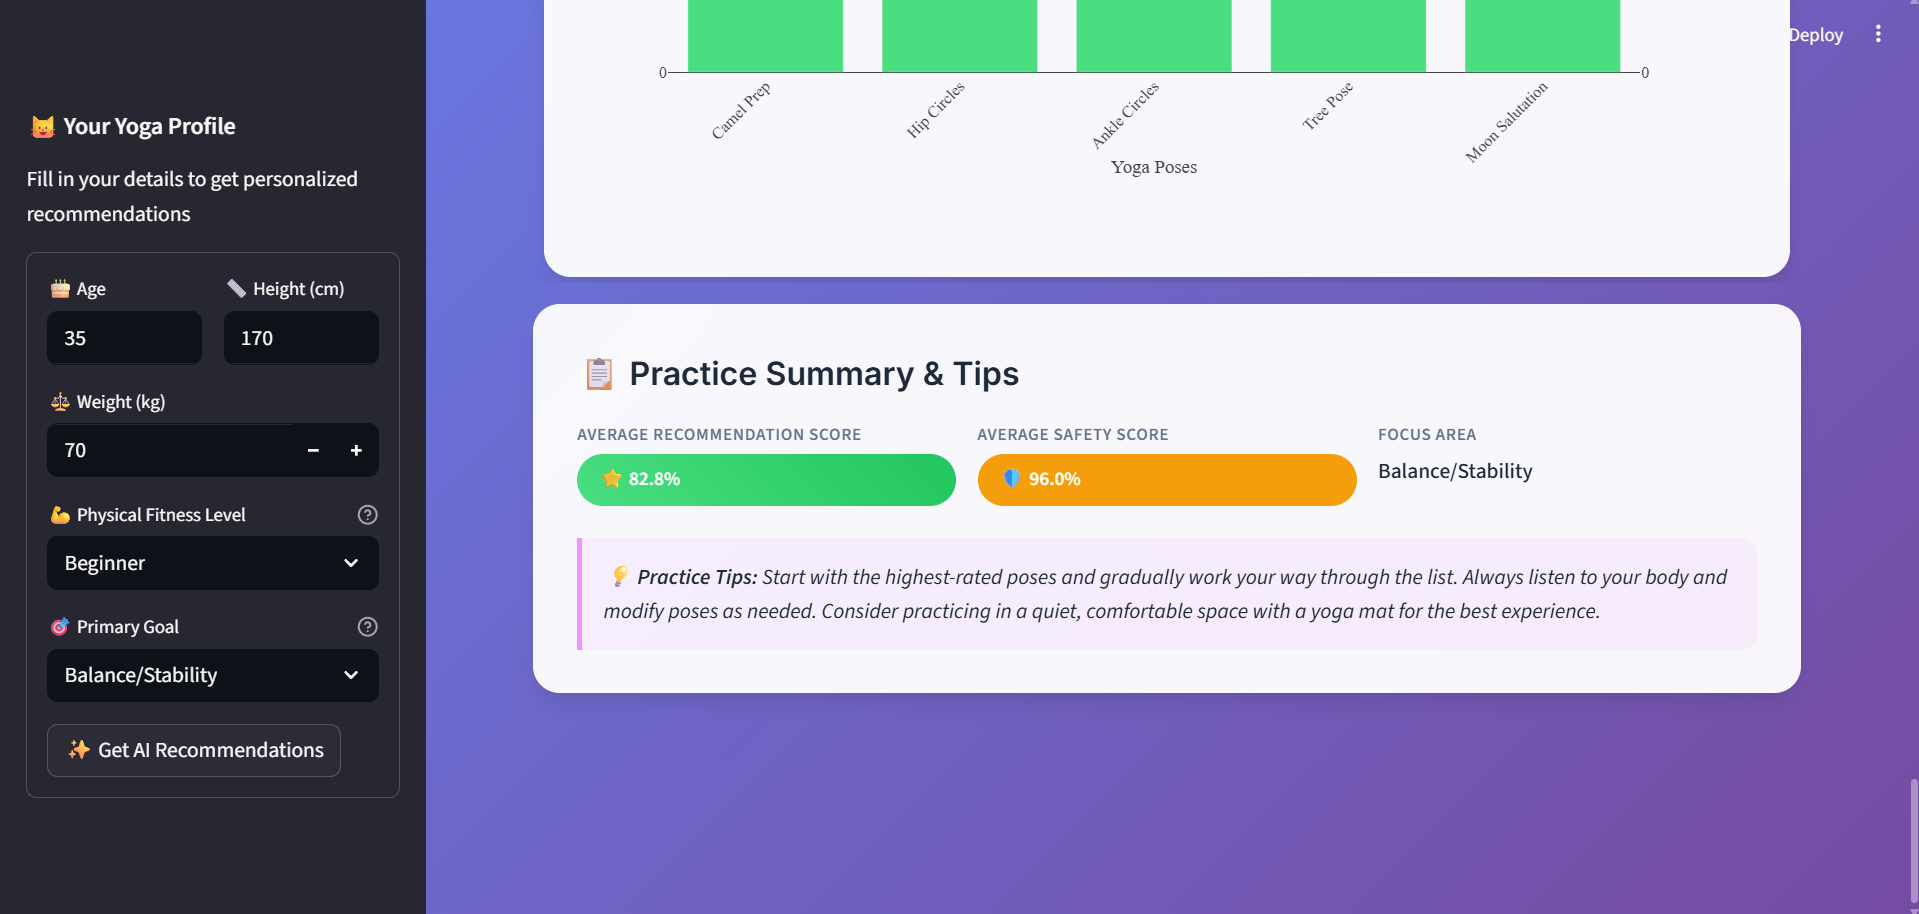 Your Yoga Profile
Fill in your details to get personalized
recommendations
Age
Height (cm)
35
170
Weight (kg)
70
Physical Fitness Level
Beginner
Primary Goal
Balance/Stability
Get AI Recommendations
Deploy
0
0
Camel Prep
Hip Circles
Ankle Circles
Tree Pose
Moon Salutation
Yoga Poses
Practice Summary & Tips
AVERAGE RECOMMENDATION SCORE
82.8%
AVERAGE SAFETY SCORE
96.0%
FOCUS AREA
Balance/Stability
Practice Tips: Start with the highest-rated poses and gradually work your way through the list. Always listen to your body and
modify poses as needed. Consider practicing in a quiet, comfortable space with a yoga mat for the best experience.